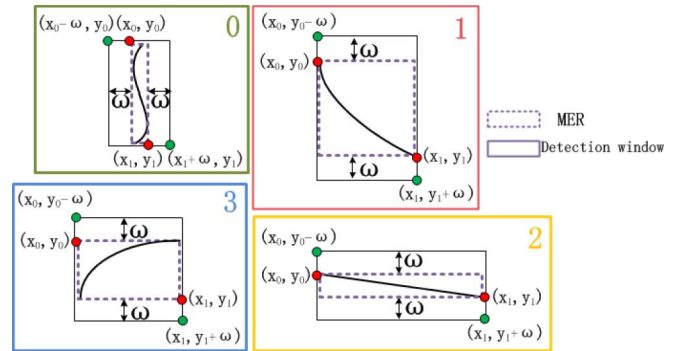 (x₀-ω, y₀) (x₀, y₀) 0
ω ω
(x₁, y₁) (x₁+ω, y₁)
(x₀, y₀-ω) 1
ω
(x₀, y₀)
(x₁, y₁)
ω
(x₁, y₁+ω)
MER
Detection window
(x₀, y₀-ω) 3
ω
(x₀, y₀)
(x₁, y₁)
ω
(x₁, y₁+ω)
(x₀, y₀-ω) 2
ω
(x₀, y₀)
(x₁, y₁)
ω
(x₁, y₁+ω)